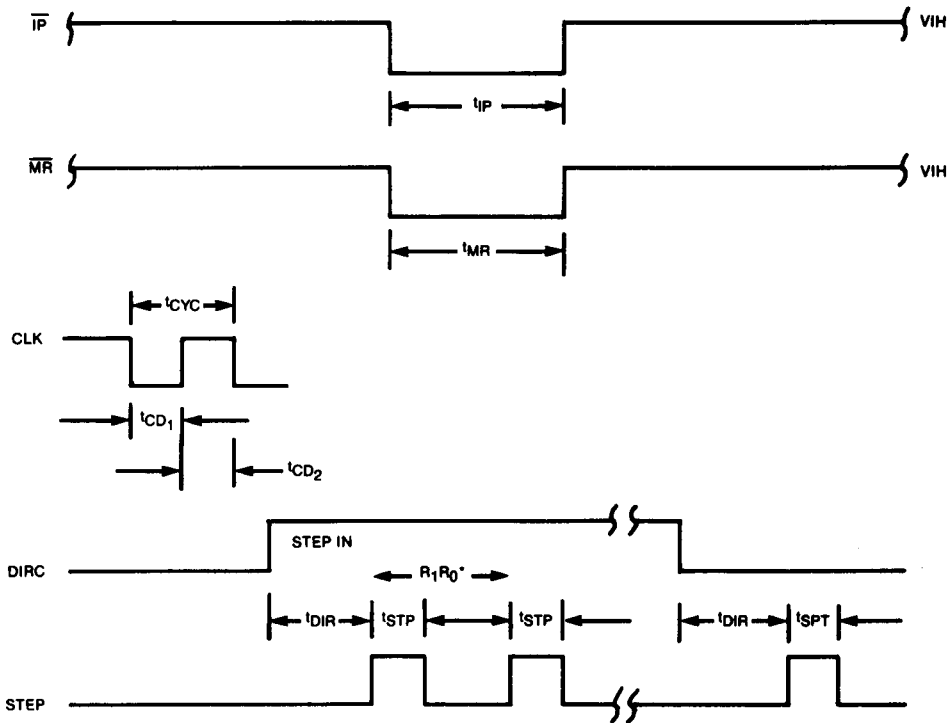 IP VIH
tIP
MR VIH
tMR
tCYC
CLK
tCD1
tCD2
STEP IN
DIRC
R1R0*
tDIR tSTP tSTP tDIR tSPT
STEP